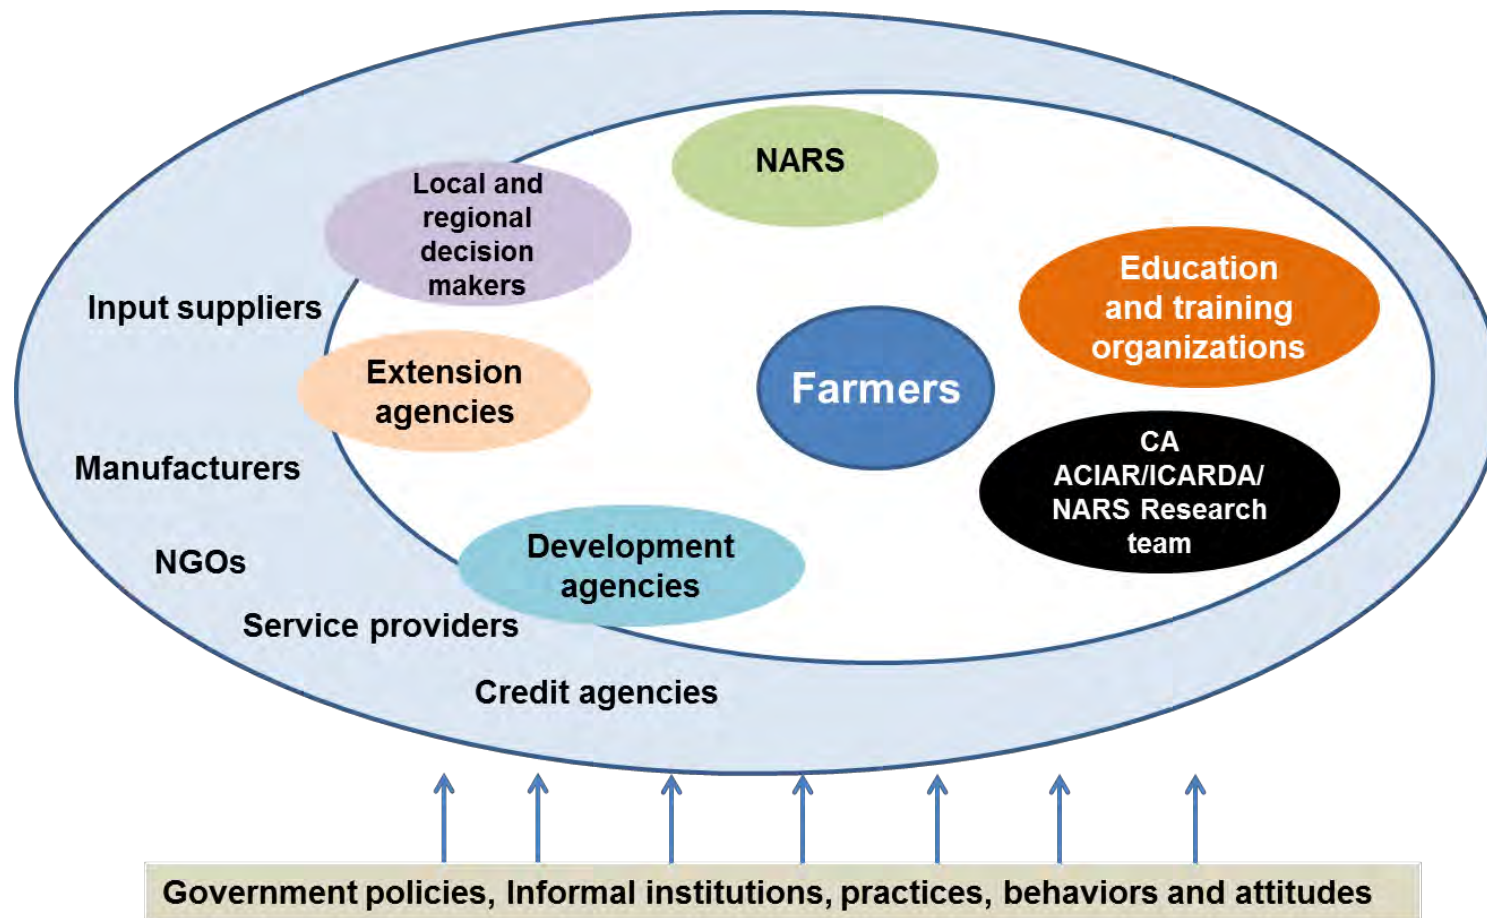 NARS
Local and
regional
decision
makers
Education
and training
organizations
Input suppliers
Extension
agencies
Farmers
CA
ACIAR/ICARDA/
NARS Research
team
Manufacturers
Development
agencies
NGOs
Service providers
Credit agencies
Government policies, Informal institutions, practices, behaviors and attitudes